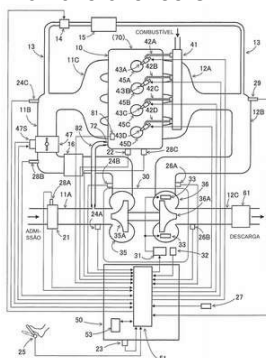 COMBUSTÍVEL
10
(70)
41
15
42A
14
13
11C
43A
42B
12A
13
24C
45A
43B
42C
29
45B
81
43C
42D
12B
47S
47
82
45C
72
43D
16
22
45D
28C
30
28B
24B
26A
28A
33
36
11A
24A
36A
12C
61
ADMIS-
SÃO
DESCARGA
21
35A
33
26B
35
31
32
50
27
53
25
23
51